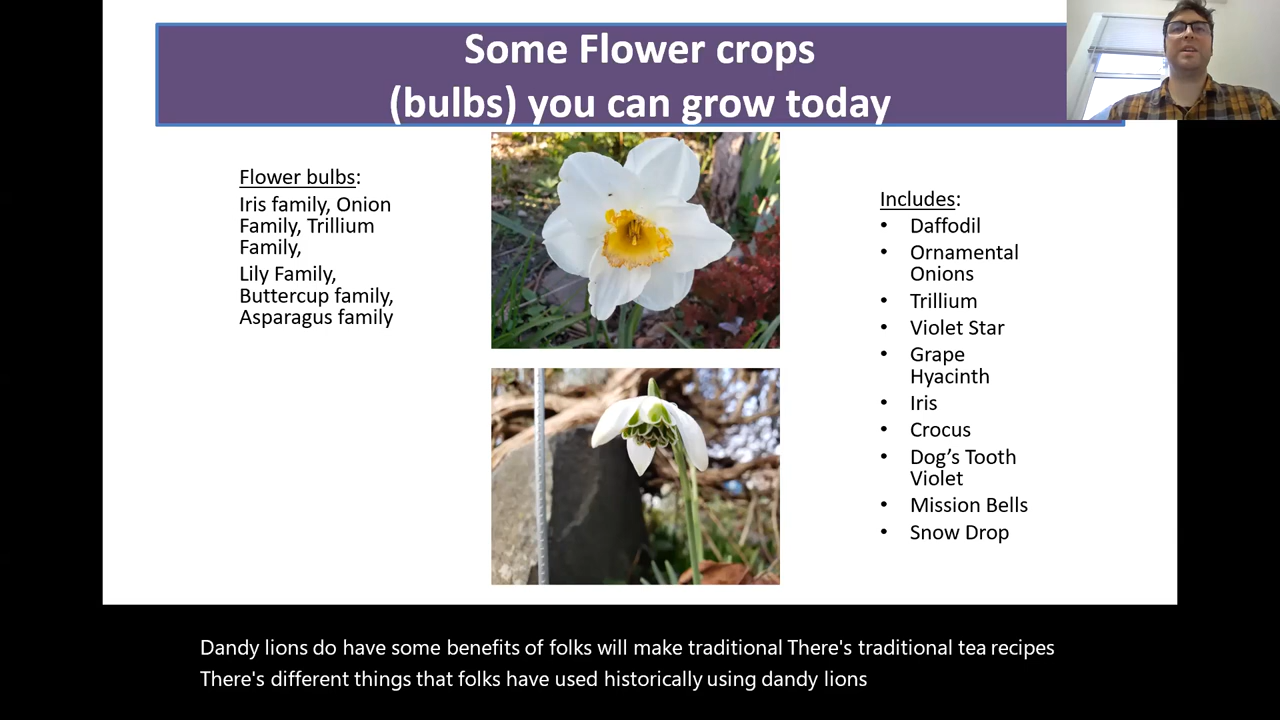 Some Flower crops
(bulbs) you can grow today
Flower bulbs:
Iris family, Onion
Family, Trillium
Family,
Lily Family,
Buttercup family,
Asparagus family
Includes:
• Daffodil
• Ornamental
Onions
• Trillium
• Violet Star
• Grape
Hyacinth
• Iris
• Crocus
• Dog’s Tooth
Violet
• Mission Bells
• Snow Drop
Dandy lions do have some benefits of folks will make traditional There's traditional tea recipes
There's different things that folks have used historically using dandy lions